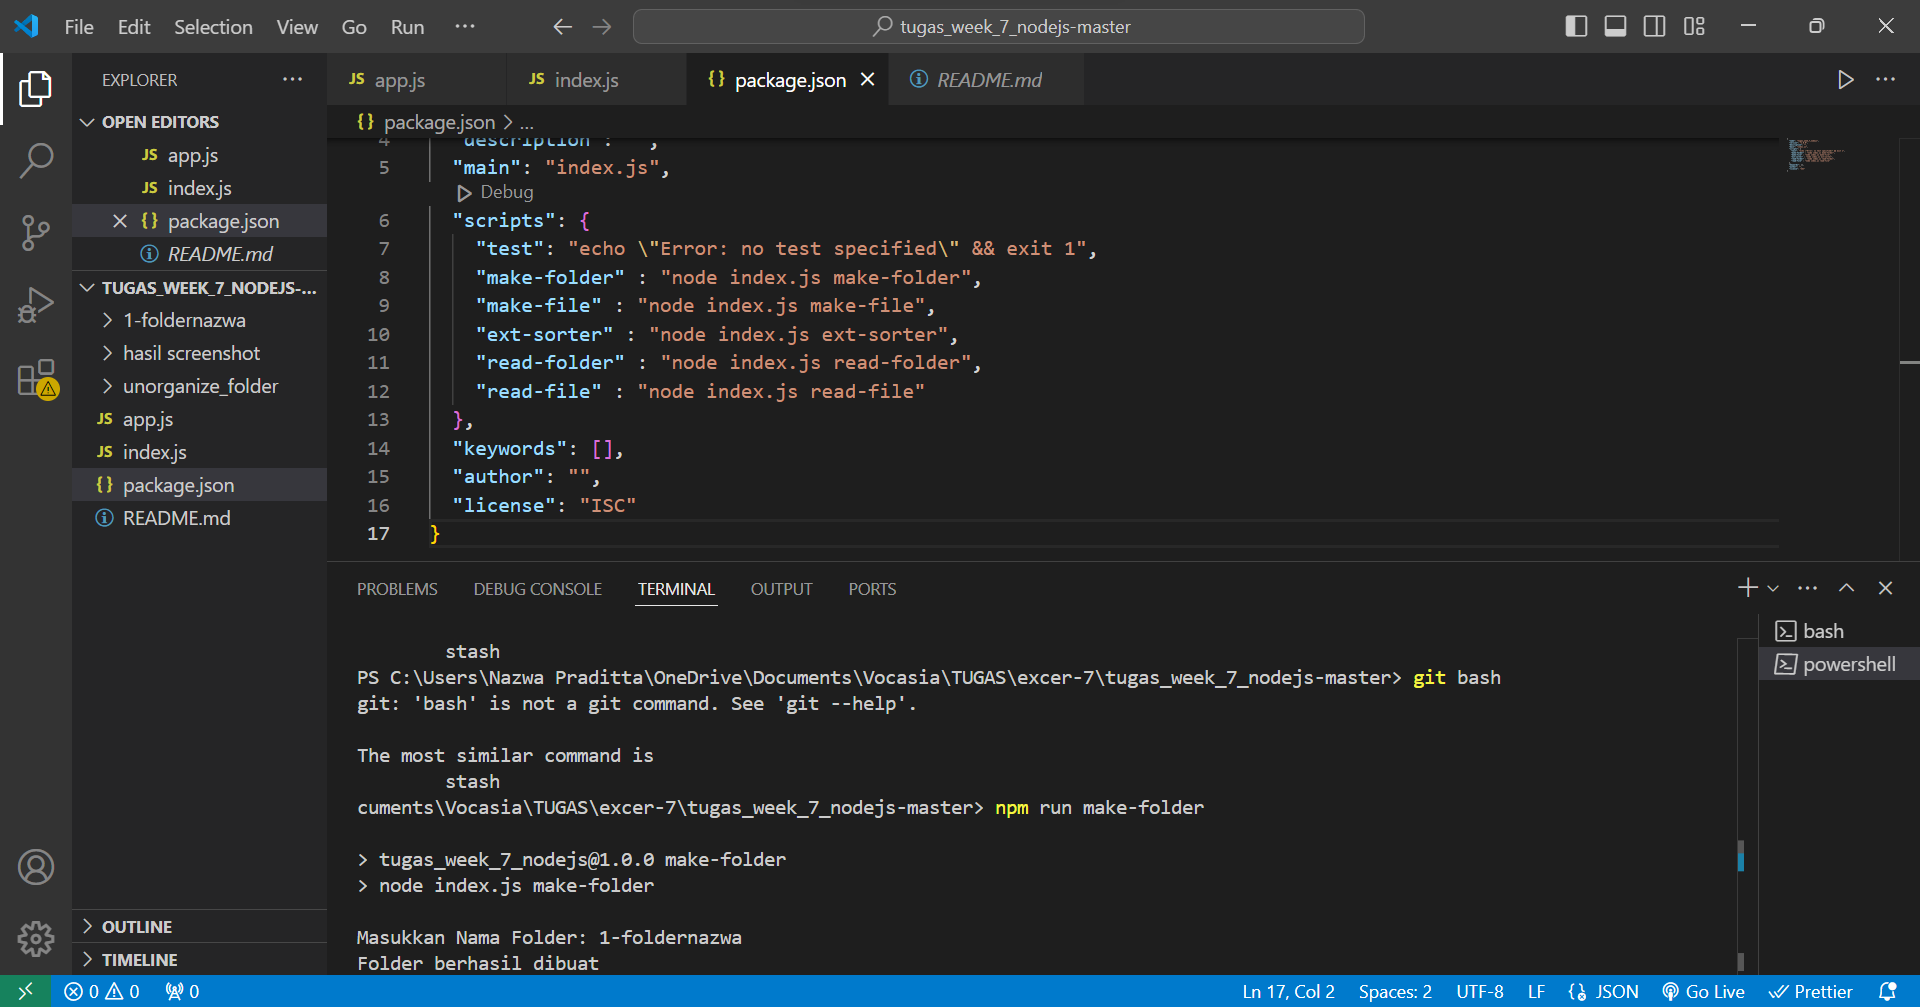 File Edit Selection View Go Run ···
tugas_week_7_nodejs-master
EXPLORER ···
OPEN EDITORS
JS app.js
JS index.js
{} package.json
README.md
TUGAS_WEEK_7_NODEJS-...
1-foldernazwa
hasil screenshot
unorganize_folder
JS app.js
JS index.js
{} package.json
README.md
OUTLINE
TIMELINE
JS app.js JS index.js {} package.json README.md
{} package.json > ...
4 "description": "",
5 "main": "index.js",
Debug
6 "scripts": {
7 "test": "echo \"Error: no test specified\" && exit 1",
8 "make-folder" : "node index.js make-folder",
9 "make-file" : "node index.js make-file",
10 "ext-sorter" : "node index.js ext-sorter",
11 "read-folder" : "node index.js read-folder",
12 "read-file" : "node index.js read-file"
13 },
14 "keywords": [],
15 "author": "",
16 "license": "ISC"
17 }
PROBLEMS DEBUG CONSOLE TERMINAL OUTPUT PORTS
bash
powershell
stash
PS C:\Users\Nazwa Praditta\OneDrive\Documents\Vocasia\TUGAS\excer-7\tugas_week_7_nodejs-master> git bash
git: 'bash' is not a git command. See 'git --help'.
The most similar command is
stash
cuments\Vocasia\TUGAS\excer-7\tugas_week_7_nodejs-master> npm run make-folder
> tugas_week_7_nodejs@1.0.0 make-folder
> node index.js make-folder
Masukkan Nama Folder: 1-foldernazwa
Folder berhasil dibuat
0 0 0 Ln 17, Col 2 Spaces: 2 UTF-8 LF {} JSON Go Live Prettier